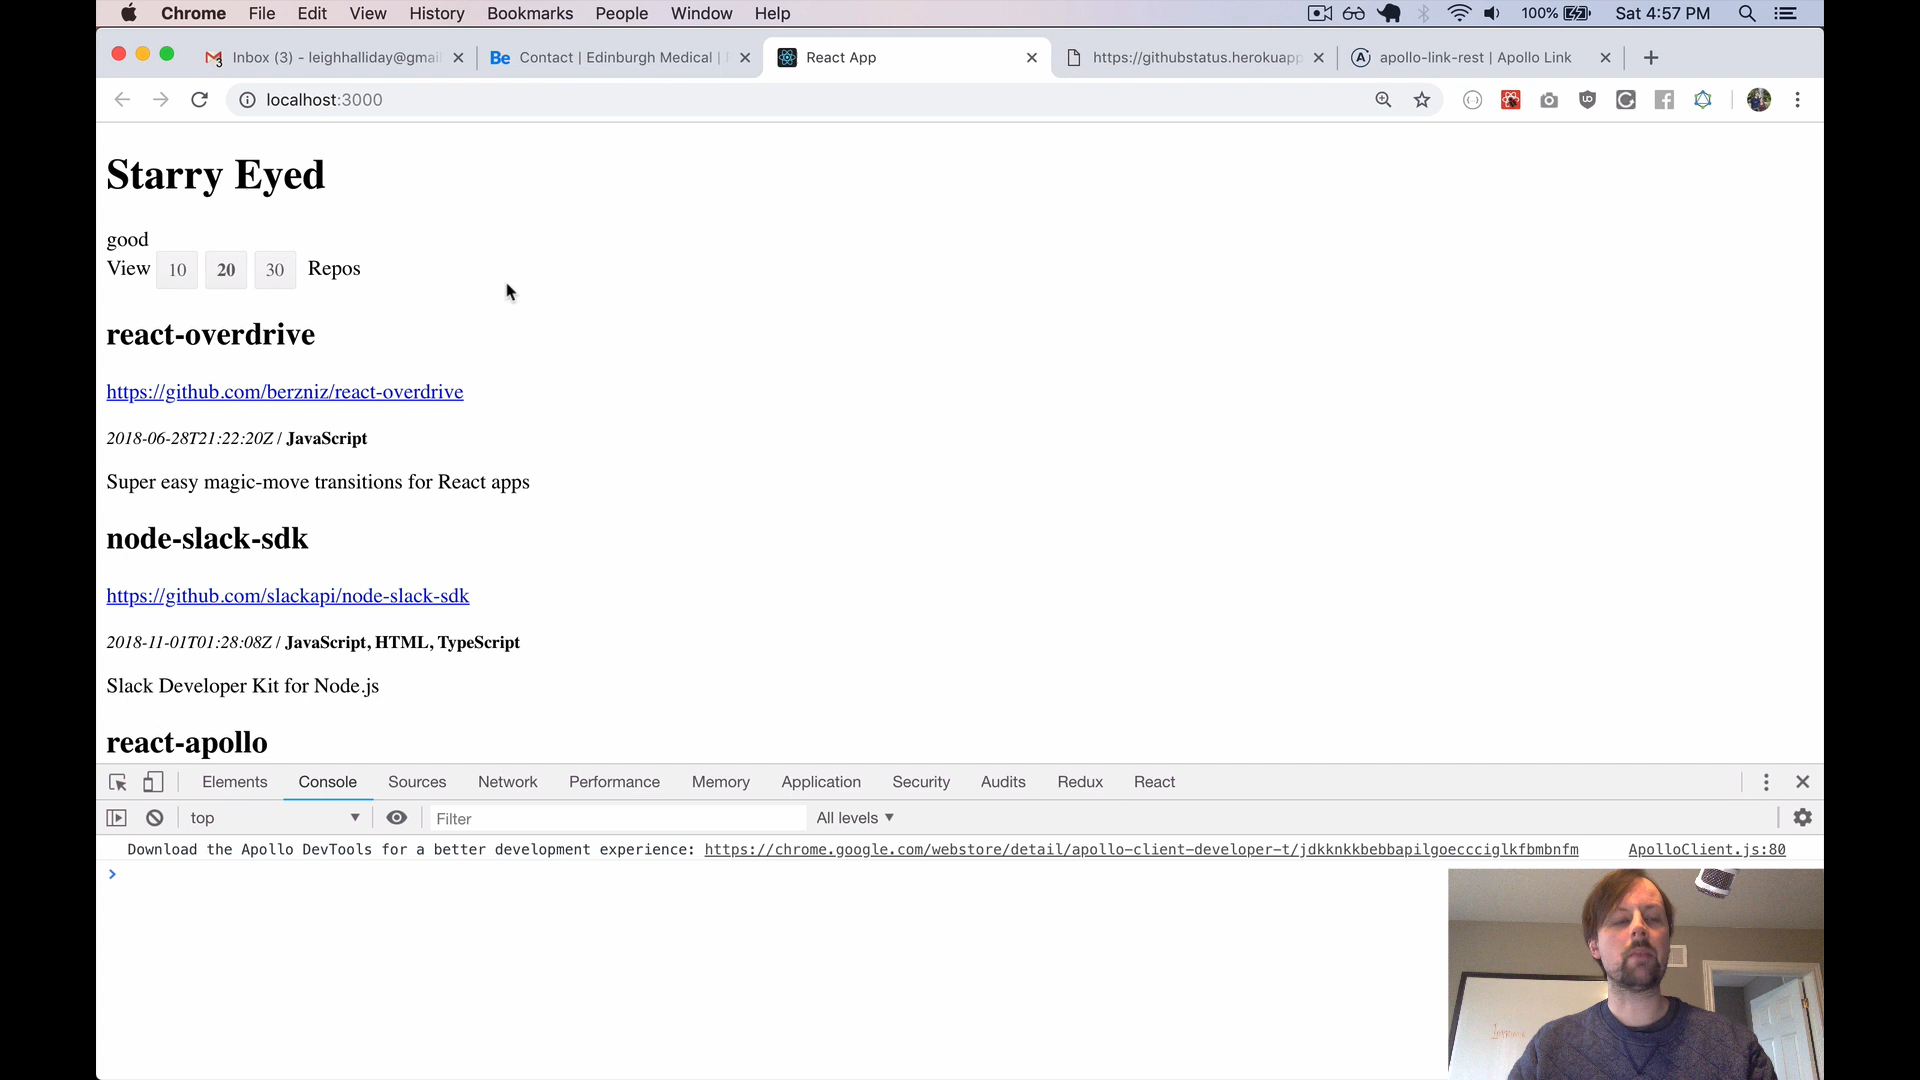 Chrome File Edit View History Bookmarks People Window Help 100% Sat 4:57 PM
Inbox (3) - leighhalliday@gmai Be Contact | Edinburgh Medical | React App https://githubstatus.herokuapp apollo-link-rest | Apollo Link
localhost:3000
Starry Eyed
good
View 10 20 30 Repos
react-overdrive
https://github.com/berzniz/react-overdrive
2018-06-28T21:22:20Z / JavaScript
Super easy magic-move transitions for React apps
node-slack-sdk
https://github.com/slackapi/node-slack-sdk
2018-11-01T01:28:08Z / JavaScript, HTML, TypeScript
Slack Developer Kit for Node.js
react-apollo
Elements Console Sources Network Performance Memory Application Security Audits Redux React
top Filter All levels
Download the Apollo DevTools for a better development experience: https://chrome.google.com/webstore/detail/apollo-client-developer-t/jdkknkkbebbapilgoeccciglkfbmbnfm ApolloClient.js:80